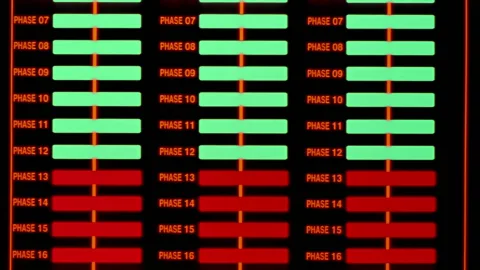 PHASE 07 PHASE 07 PHASE 07
PHASE 08 PHASE 08 PHASE 08
PHASE 09 PHASE 09 PHASE 09
PHASE 10 PHASE 10 PHASE 10
PHASE 11 PHASE 11 PHASE 11
PHASE 12 PHASE 12 PHASE 12
PHASE 13 PHASE 13 PHASE 13
PHASE 14 PHASE 14 PHASE 14
PHASE 15 PHASE 15 PHASE 15
PHASE 16 PHASE 16 PHASE 16